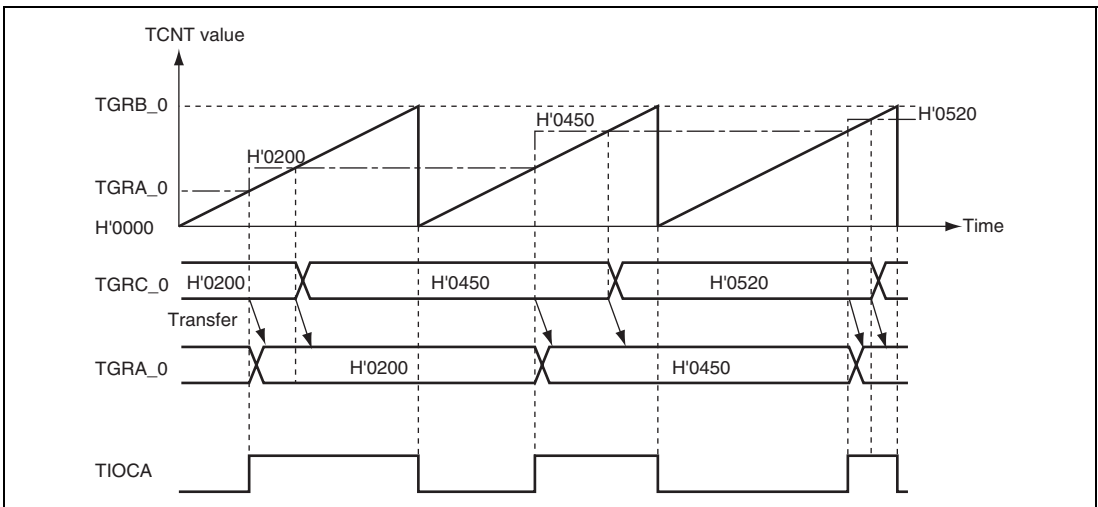 TCNT value
TGRB_0
H'0520
H'0450
H'0200
TGRA_0
H'0000
Time
TGRC_0 H'0200 H'0450 H'0520
Transfer
TGRA_0 H'0200 H'0450
TIOCA